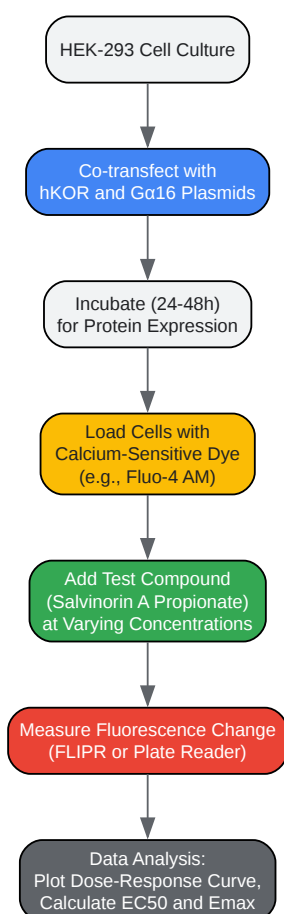 HEK-293 Cell Culture
Co-transfect with
hKOR and Gα16 Plasmids
Incubate (24-48h)
for Protein Expression
Load Cells with
Calcium-Sensitive Dye
(e.g., Fluo-4 AM)
Add Test Compound
(Salvinorin A Propionate)
at Varying Concentrations
Measure Fluorescence Change
(FLIPR or Plate Reader)
Data Analysis:
Plot Dose-Response Curve,
Calculate EC50 and Emax